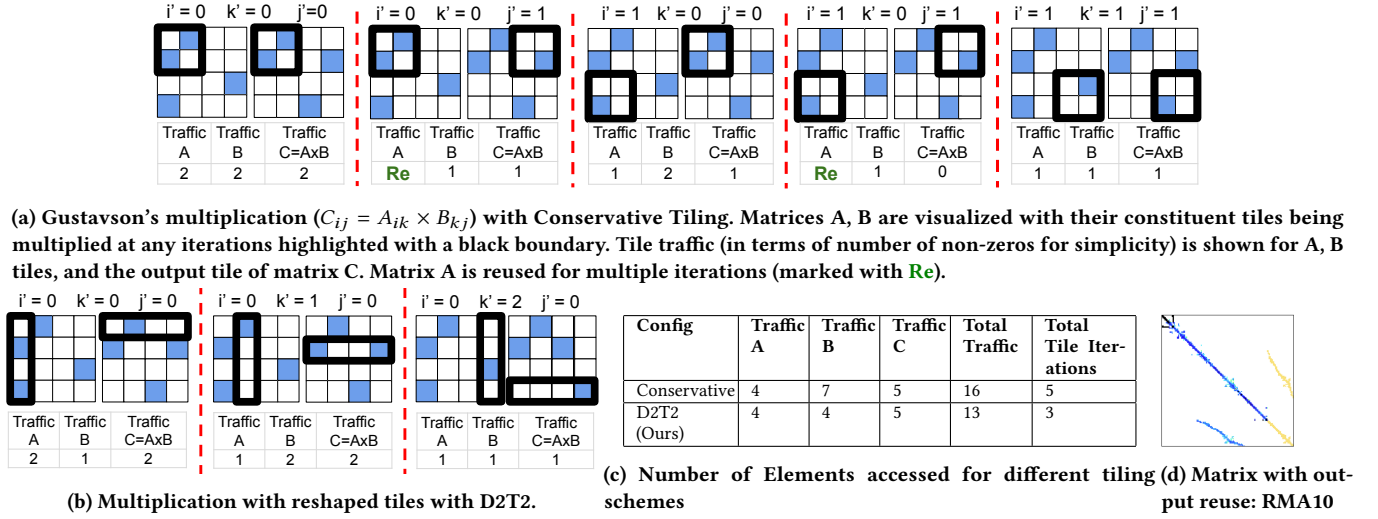 i' = 0 k' = 0 j'=0
i' = 0 k' = 0 j' = 1
i' = 1 k' = 0 j' = 0
i' = 1 k' = 0 j' = 1
i' = 1 k' = 1 j' = 1
Traffic A Traffic B Traffic C=AxB
2 2 2
Traffic A Traffic B Traffic C=AxB
Re 1 1
Traffic A Traffic B Traffic C=AxB
1 2 1
Traffic A Traffic B Traffic C=AxB
Re 1 0
Traffic A Traffic B Traffic C=AxB
1 1 1
(a) Gustavson's multiplication (C𝑖𝑗 = A𝑖𝑘 × B𝑘𝑗) with Conservative Tiling. Matrices A, B are visualized with their constituent tiles being
multiplied at any iterations highlighted with a black boundary. Tile traffic (in terms of number of non-zeros for simplicity) is shown for A, B
tiles, and the output tile of matrix C. Matrix A is reused for multiple iterations (marked with Re).
i' = 0 k' = 0 j' = 0
i' = 0 k' = 1 j' = 0
i' = 0 k' = 2 j' = 0
Traffic A Traffic B Traffic C=AxB
2 1 2
Traffic A Traffic B Traffic C=AxB
1 2 2
Traffic A Traffic B Traffic C=AxB
1 1 1
(b) Multiplication with reshaped tiles with D2T2.
Config Traffic A Traffic B Traffic C Total Traffic Total Tile Iter-ations
Conservative 4 7 5 16 5
D2T2 (Ours) 4 4 5 13 3
(c) Number of Elements accessed for different tiling
schemes
(d) Matrix with out-
put reuse: RMA10